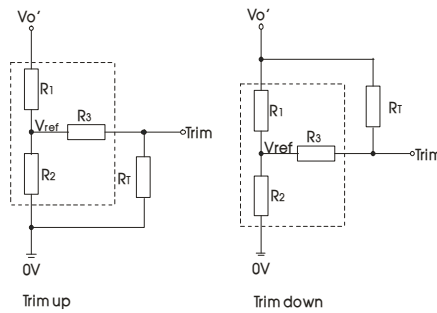 Vo'
R1
Vref
R3
Trim
R2
RT
0V
Trim up
Vo'
R1
RT
Vref
R3
Trim
R2
0V
Trim down